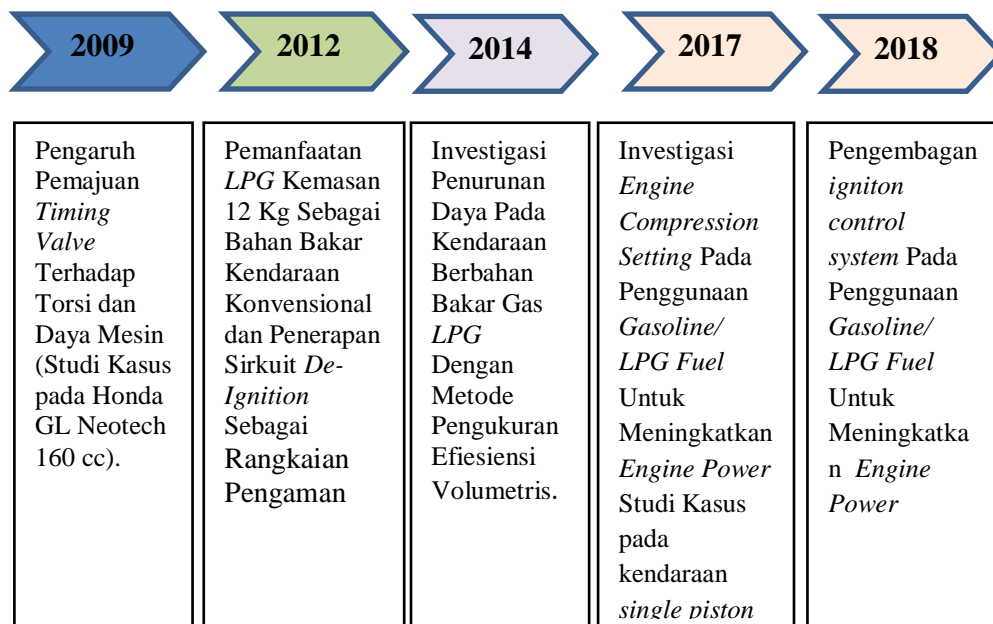 2009
2012
2014
2017
2018
Pengaruh
Pemajuan
Timing
Valve
Terhadap
Torsi dan
Daya Mesin
(Studi Kasus
pada Honda
GL Neotech
160 cc).
Pemanfaatan
LPG Kemasan
12 Kg Sebagai
Bahan Bakar
Kendaraan
Konvensional
dan Penerapan
Sirkuit De-
Ignition
Sebagai
Rangkaian
Pengaman
Investigasi
Penurunan
Daya Pada
Kendaraan
Berbahan
Bakar Gas
LPG
Dengan
Metode
Pengukuran
Efiesiensi
Volumetris.
Investigasi
Engine
Compression
Setting Pada
Penggunaan
Gasoline/
LPG Fuel
Untuk
Meningkatkan
Engine Power
Studi Kasus
pada
kendaraan
single piston
Pengembagan
igniton
control
system Pada
Penggunaan
Gasoline/
LPG Fuel
Untuk
Meningkatka
n Engine
Power